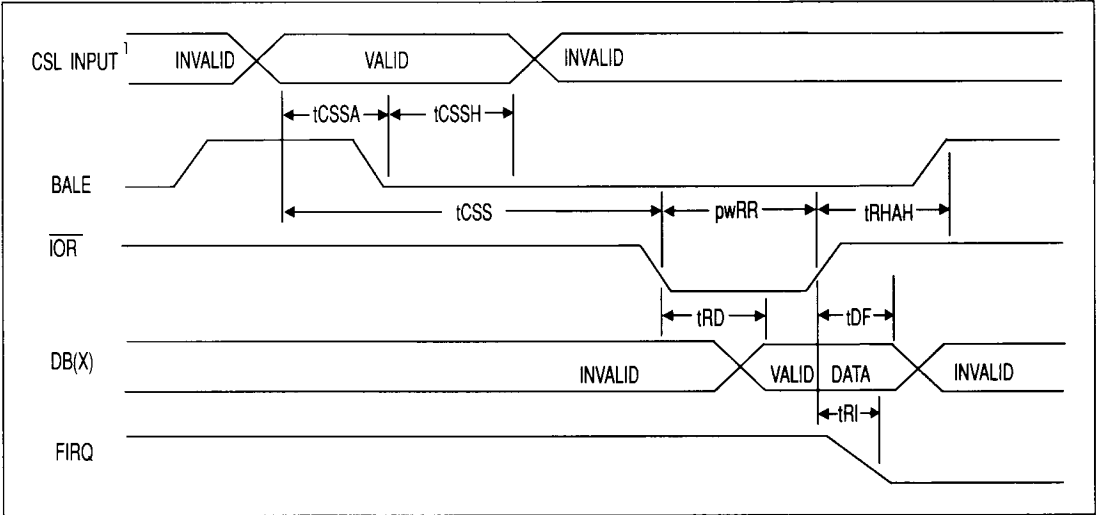 CSL INPUT 1 INVALID VALID INVALID
tCSSA tCSSH
BALE
tCSS pwRR tRHAH
IOR
tRD tDF
DB(X) INVALID VALID DATA INVALID
tRI
FIRQ